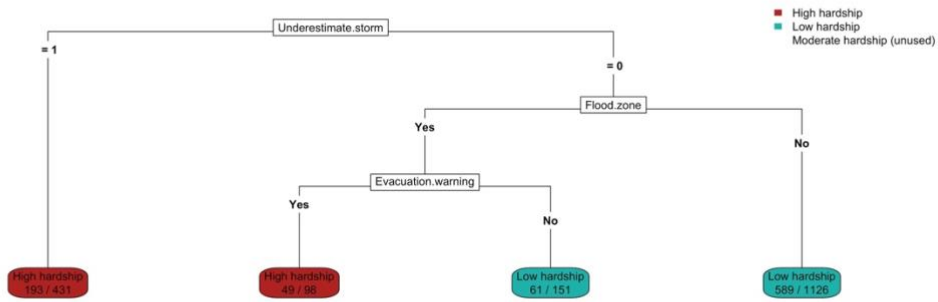 Underestimate.storm
High hardship
Low hardship
Moderate hardship (unused)
= 1
= 0
Flood.zone
Yes
No
Evacuation.warning
Yes
No
High hardship
193 / 431
High hardship
49 / 98
Low hardship
61 / 151
Low hardship
589 / 1126